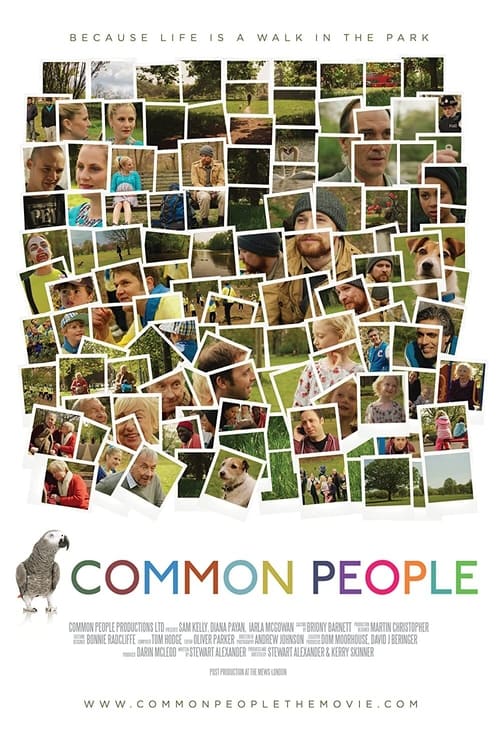 BECAUSE LIFE IS A WALK IN THE PARK
COMMON PEOPLE
COMMON PEOPLE PRODUCTIONS LTD PRESENTS SAM KELLY, DIANA PAYAN, IARLA MCGOWAN CASTING BY BRIONY BARNETT PRODUCTION DESIGNER MARTIN CHRISTOPHER
COSTUME DESIGNER BONNIE RADCLIFFE COMPOSER TOM HODGE EDITOR OLIVER PARKER DIRECTOR OF PHOTOGRAPHY ANDREW JOHNSON EXECUTIVE PRODUCERS DOM MOORHOUSE, DAVID J BERINGER
PRODUCER DARIN MCLEOD WRITTEN BY STEWART ALEXANDER PRODUCED AND DIRECTED BY STEWART ALEXANDER & KERRY SKINNER
POST PRODUCTION AT THE MEWS LONDON
WWW.COMMONPEOPLETHEMOVIE.COM